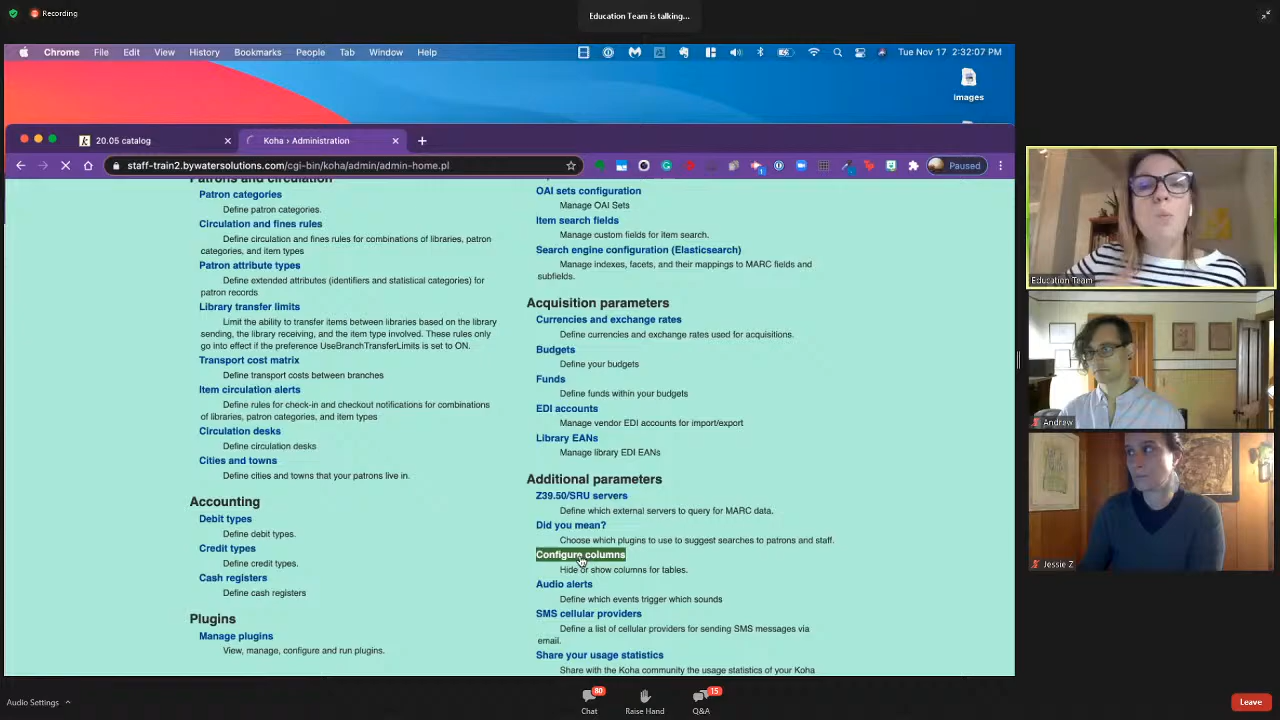 Recording
Education Team is talking...
Chrome File Edit View History Bookmarks People Tab Window Help
Tue Nov 17 2:32:07 PM
images
20.05 catalog
Koha › Administration
staff-train2.bywatersolutions.com/cgi-bin/koha/admin/admin-home.pl
Paused
Patrons and circulation
Patron categories
Define patron categories.
Circulation and fines rules
Define circulation and fines rules for combinations of libraries, patron
categories, and item types
Patron attribute types
Define extended attributes (identifiers and statistical categories) for
patron records
Library transfer limits
Limit the ability to transfer items between libraries based on the library
sending, the library receiving, and the item type involved. These rules only
go into effect if the preference UseBranchTransferLimits is set to ON.
Transport cost matrix
Define transport costs between branches
Item circulation alerts
Define rules for check-in and checkout notifications for combinations
of libraries, patron categories, and item types
Circulation desks
Define circulation desks
Cities and towns
Define cities and towns that your patrons live in.
Accounting
Debit types
Define debit types.
Credit types
Define credit types.
Cash registers
Define cash registers
Plugins
Manage plugins
View, manage, configure and run plugins.
OAI sets configuration
Manage OAI Sets
Item search fields
Manage custom fields for item search.
Search engine configuration (Elasticsearch)
Manage indexes, facets, and their mappings to MARC fields and
subfields.
Acquisition parameters
Currencies and exchange rates
Define currencies and exchange rates used for acquisitions.
Budgets
Define your budgets
Funds
Define funds within your budgets
EDI accounts
Manage vendor EDI accounts for import/export
Library EANs
Manage library EDI EANs
Additional parameters
Z39.50/SRU servers
Define which external servers to query for MARC data.
Did you mean?
Choose which plugins to use to suggest searches to patrons and staff.
Configure columns
Hide or show columns for tables.
Audio alerts
Define which events trigger which sounds
SMS cellular providers
Define a list of cellular providers for sending SMS messages via
email.
Share your usage statistics
Share with the Koha community the usage statistics of your Koha
Education Team
Andrew
Jessie Z
Audio Settings
80
Chat
Raise Hand
15
Q&A
Leave